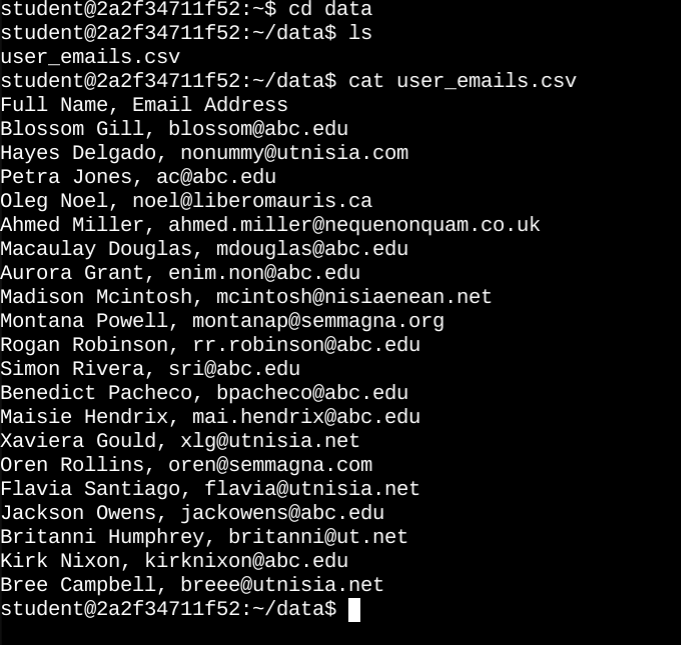 student@2a2f34711f52:~$ cd data
student@2a2f34711f52:~/data$ ls
user_emails.csv
student@2a2f34711f52:~/data$ cat user_emails.csv
Full Name, Email Address
Blossom Gill, blossom@abc.edu
Hayes Delgado, nonummy@utnisia.com
Petra Jones, ac@abc.edu
Oleg Noel, noel@liberomauris.ca
Ahmed Miller, ahmed.miller@nequenonquam.co.uk
Macaulay Douglas, mdouglas@abc.edu
Aurora Grant, enim.non@abc.edu
Madison Mcintosh, mcintosh@nisiaenean.net
Montana Powell, montanap@semmagna.org
Rogan Robinson, rr.robinson@abc.edu
Simon Rivera, sri@abc.edu
Benedict Pacheco, bpacheco@abc.edu
Maisie Hendrix, mai.hendrix@abc.edu
Xaviera Gould, xlg@utnisia.net
Oren Rollins, oren@semmagna.com
Flavia Santiago, flavia@utnisia.net
Jackson Owens, jackowens@abc.edu
Britanni Humphrey, britanni@ut.net
Kirk Nixon, kirknixon@abc.edu
Bree Campbell, breee@utnisia.net
student@2a2f34711f52:~/data$